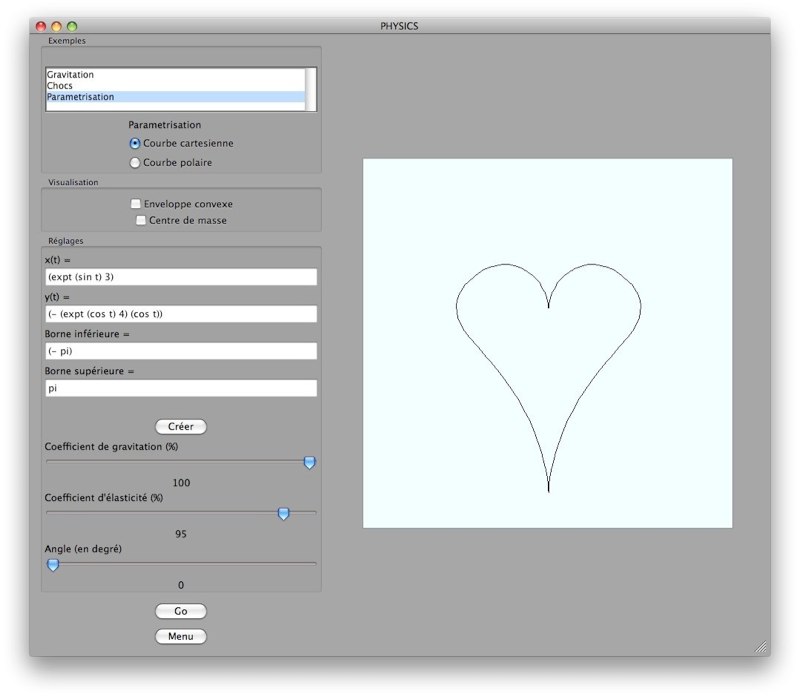 PHYSICS
Exemples
Gravitation
Chocs
Parametrisation
Parametrisation
Courbe cartesienne
Courbe polaire
Visualisation
Enveloppe convexe
Centre de masse
Réglages
x(t) =
(expt (sin t) 3)
y(t) =
(- (expt (cos t) 4) (cos t))
Borne inférieure =
(- pi)
Borne supérieure =
pi
Créer
Coefficient de gravitation (%)
100
Coefficient d'élasticité (%)
95
Angle (en degré)
0
Go
Menu